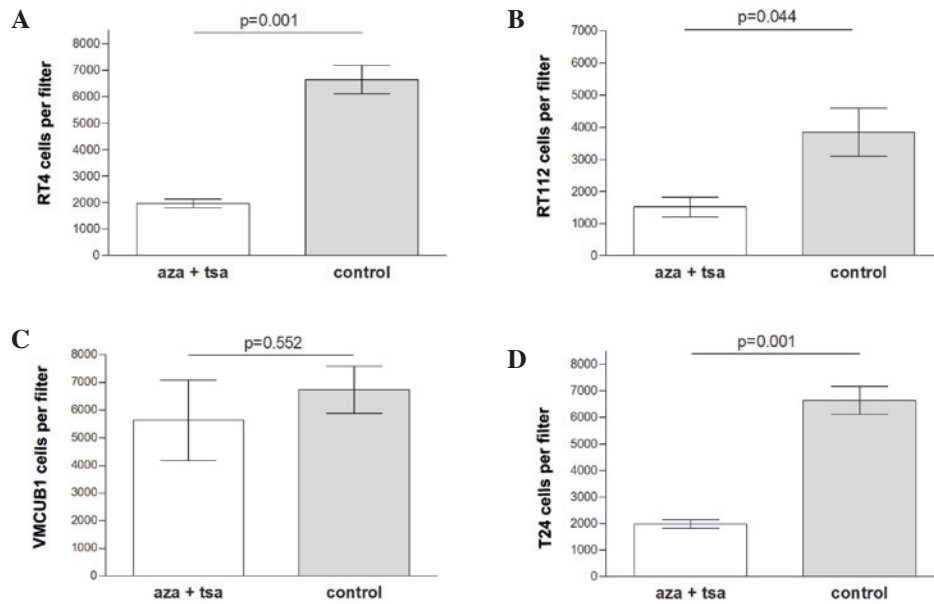 A
p=0.001
RT4 cells per filter
8000
7000
6000
5000
4000
3000
2000
1000
0
aza + tsa control
B
p=0.044
RT112 cells per filter
7000
6000
5000
4000
3000
2000
1000
0
aza + tsa control
C
p=0.552
VMCUB1 cells per filter
8000
7000
6000
5000
4000
3000
2000
1000
0
aza + tsa control
D
p=0.001
T24 cells per filter
8000
7000
6000
5000
4000
3000
2000
1000
0
aza + tsa control